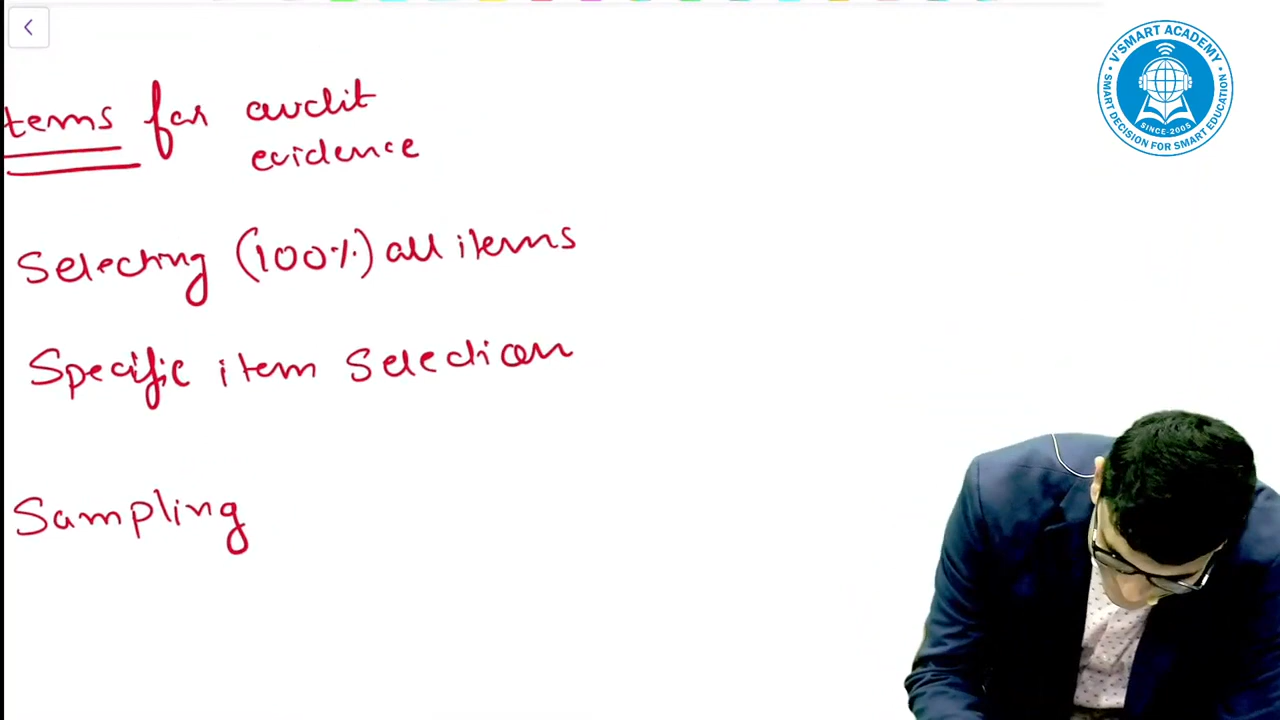 tems for audit
evidence
Selecting (100%) all items
Specific item selection
Sampling
V'SMART ACADEMY
SINCE-2005
SMART DECISION FOR SMART EDUCATION